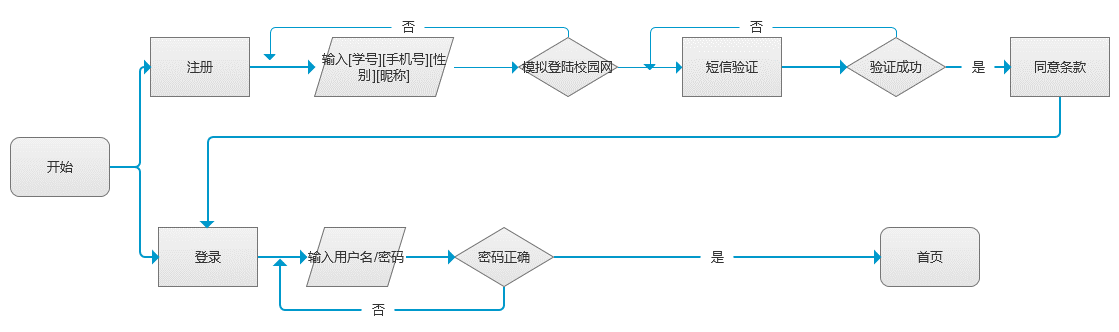 否
否
注册
输入[学号][手机号][性
别][昵称]
模拟登陆校园网
短信验证
验证成功
是
同意条款
开始
登录
输入用户名/密码
密码正确
是
首页
否